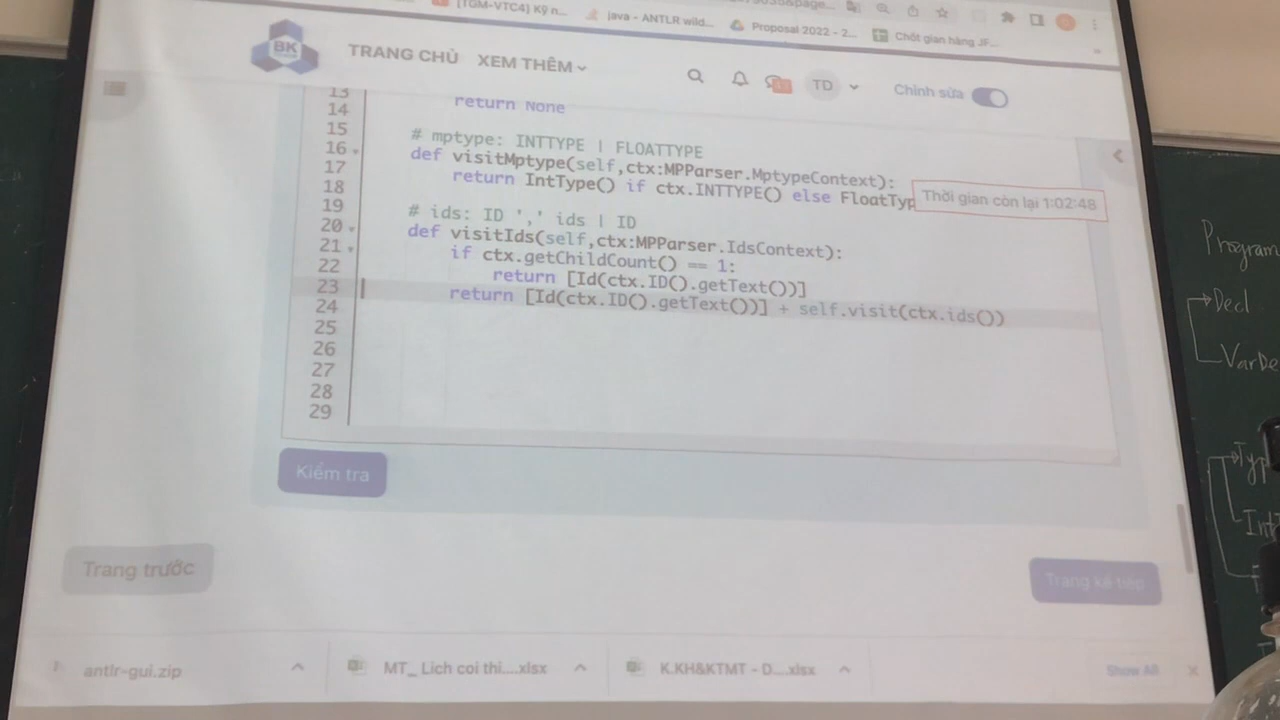 [TGM-VTC4] Kỹ n... java - ANTLR wild... Proposal 2022 - 2... Chốt gian hàng JF...
BK
TRANG CHỦ XEM THÊM TD Chỉnh sửa
13
14 return None
15
16 # mptype: INTTYPE | FLOATTYPE
17 def visitMptype(self,ctx:MPParser.MptypeContext):
18 return IntType() if ctx.INTTYPE() else FloatTyp
Thời gian còn lại 1:02:48
19 # ids: ID ',' ids | ID
20 def visitIds(self,ctx:MPParser.IdsContext):
21 if ctx.getChildCount() == 1:
22 return [Id(ctx.ID().getText())]
23 return [Id(ctx.ID().getText())] + self.visit(ctx.ids())
24
25
26
27
28
29
Kiểm tra
Trang trước Trang kế tiếp
antlr-gui.zip MT_ Lich coi thi....xlsx K.KH&KTMT - D....xlsx Show All
Program
Decl
VarDe
Typ
Int